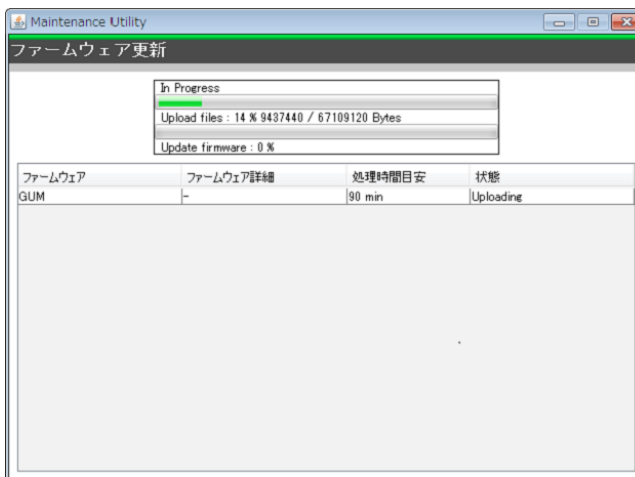 Maintenance Utility
ファームウェア更新
In Progress
Upload files : 14 % 9437440 / 67109120 Bytes
Update firmware : 0 %
ファームウェア ファームウェア詳細 処理時間目安 状態
GUM - 90 min Uploading